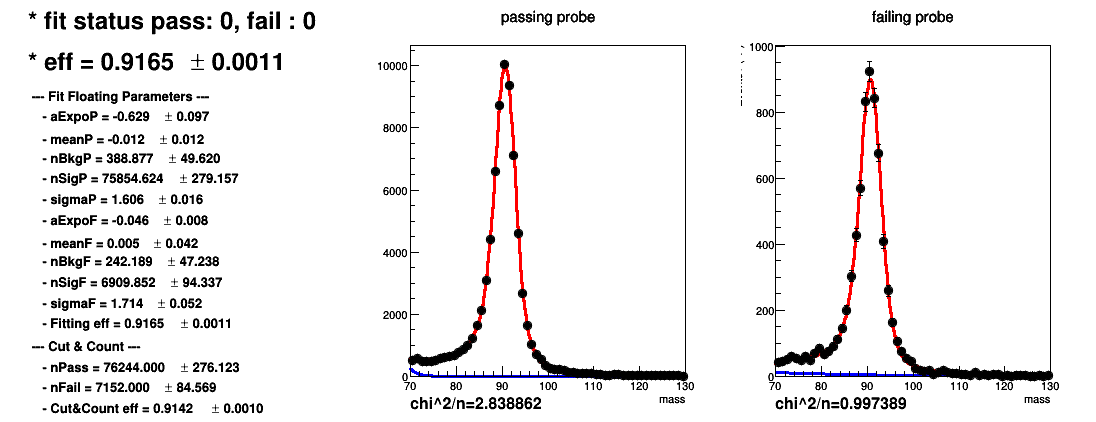 * fit status pass: 0, fail : 0
* eff = 0.9165 ± 0.0011
--- Fit Floating Parameters ---
- aExpoP = -0.629 ± 0.097
- meanP = -0.012 ± 0.012
- nBkgP = 388.877 ± 49.620
- nSigP = 75854.624 ± 279.157
- sigmaP = 1.606 ± 0.016
- aExpoF = -0.046 ± 0.008
- meanF = 0.005 ± 0.042
- nBkgF = 242.189 ± 47.238
- nSigF = 6909.852 ± 94.337
- sigmaF = 1.714 ± 0.052
- Fitting eff = 0.9165 ± 0.0011
--- Cut & Count ---
- nPass = 76244.000 ± 276.123
- nFail = 7152.000 ± 84.569
- Cut&Count eff = 0.9142 ± 0.0010
passing probe
10000
8000
6000
4000
2000
0
70 80 90 100 110 120 130
mass
chi^2/n=2.838862
failing probe
1000
800
600
400
200
0
70 80 90 100 110 120 130
mass
chi^2/n=0.997389